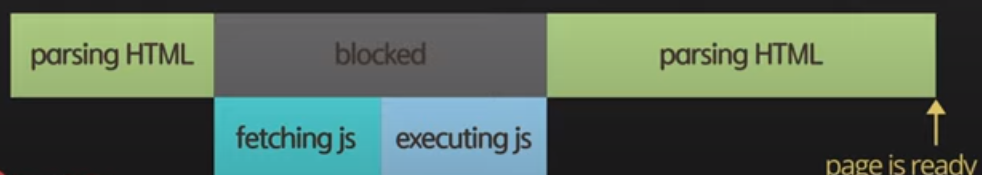 parsing HTML blocked parsing HTML
fetching js executing js
page is ready